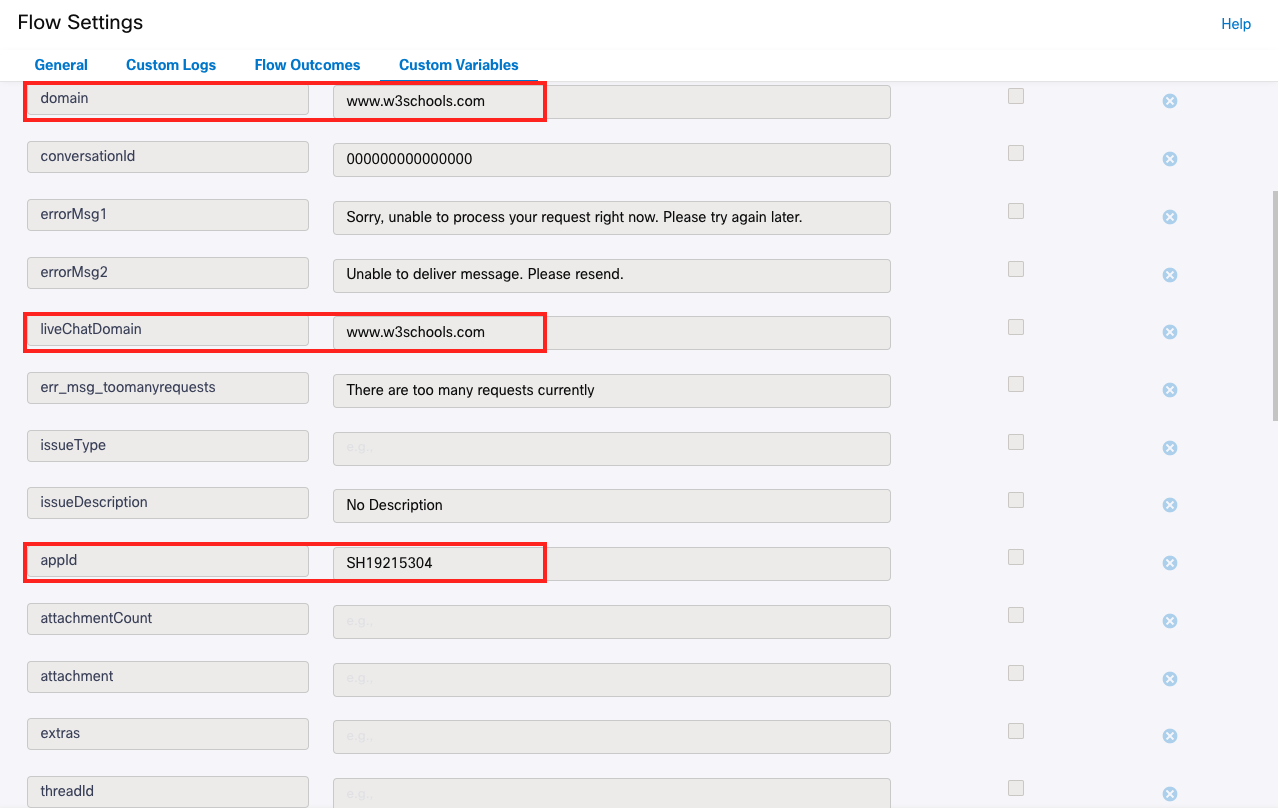 Flow Settings
Help
General Custom Logs Flow Outcomes Custom Variables
domain www.w3schools.com
conversationId 000000000000000
errorMsg1 Sorry, unable to process your request right now. Please try again later.
errorMsg2 Unable to deliver message. Please resend.
liveChatDomain www.w3schools.com
err_msg_toomanyrequests There are too many requests currently
issueType e.g.,
issueDescription No Description
appId SH19215304
attachmentCount e.g.,
attachment e.g.,
extras e.g.,
threadId e.g.,